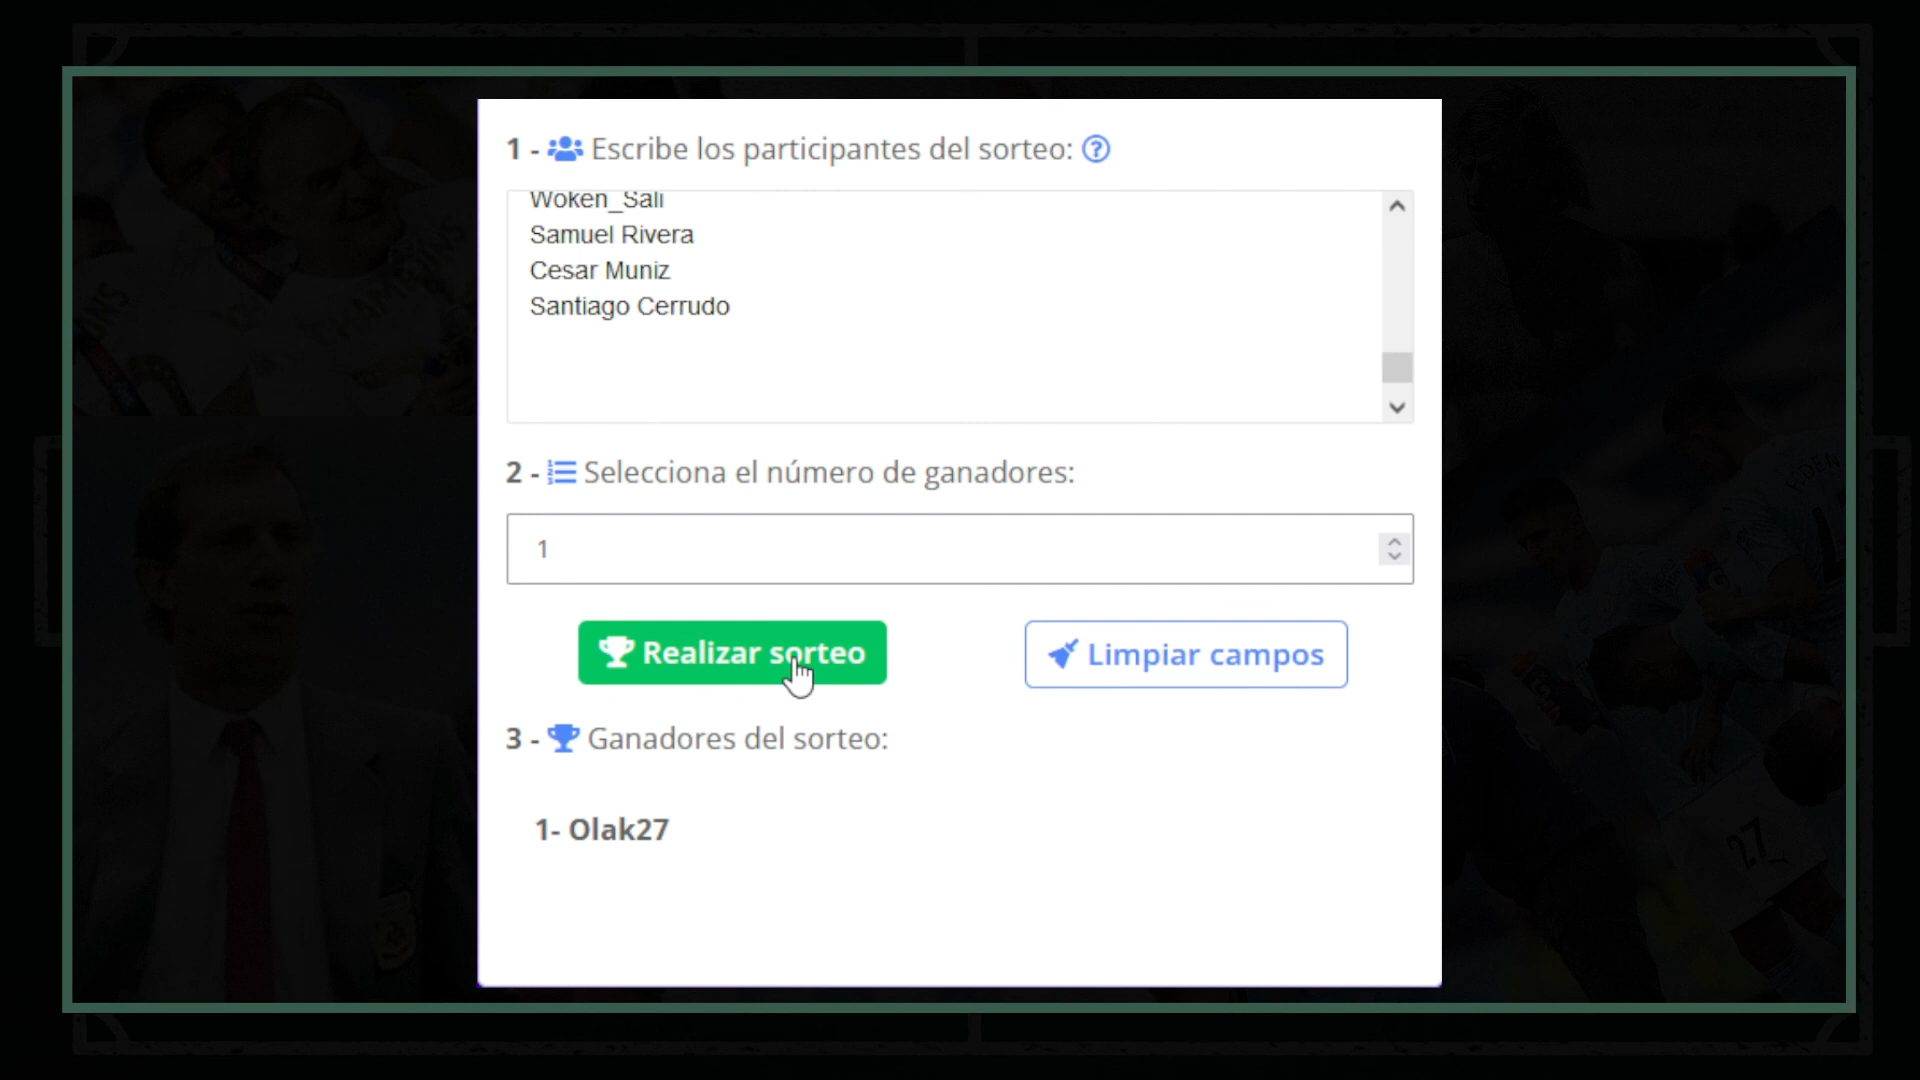 1 - Escribe los participantes del sorteo: ?
Woken_Sali
Samuel Rivera
Cesar Muniz
Santiago Cerrudo
2 - Selecciona el número de ganadores:
1
Realizar sorteo
Limpiar campos
3 - Ganadores del sorteo:
1- Olak27
27